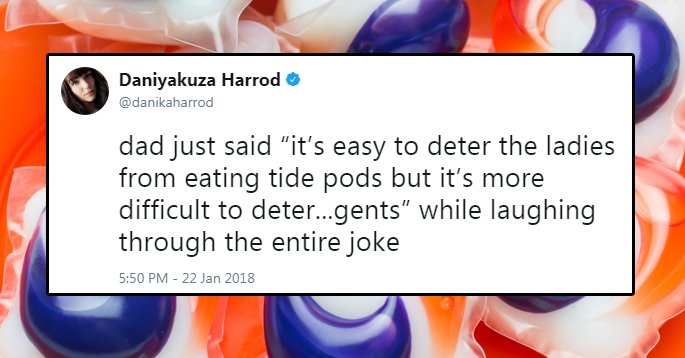 Daniyakuza Harrod
@danikaharrod
dad just said “it’s easy to deter the ladies
from eating tide pods but it’s more
difficult to deter...gents” while laughing
through the entire joke
5:50 PM - 22 Jan 2018